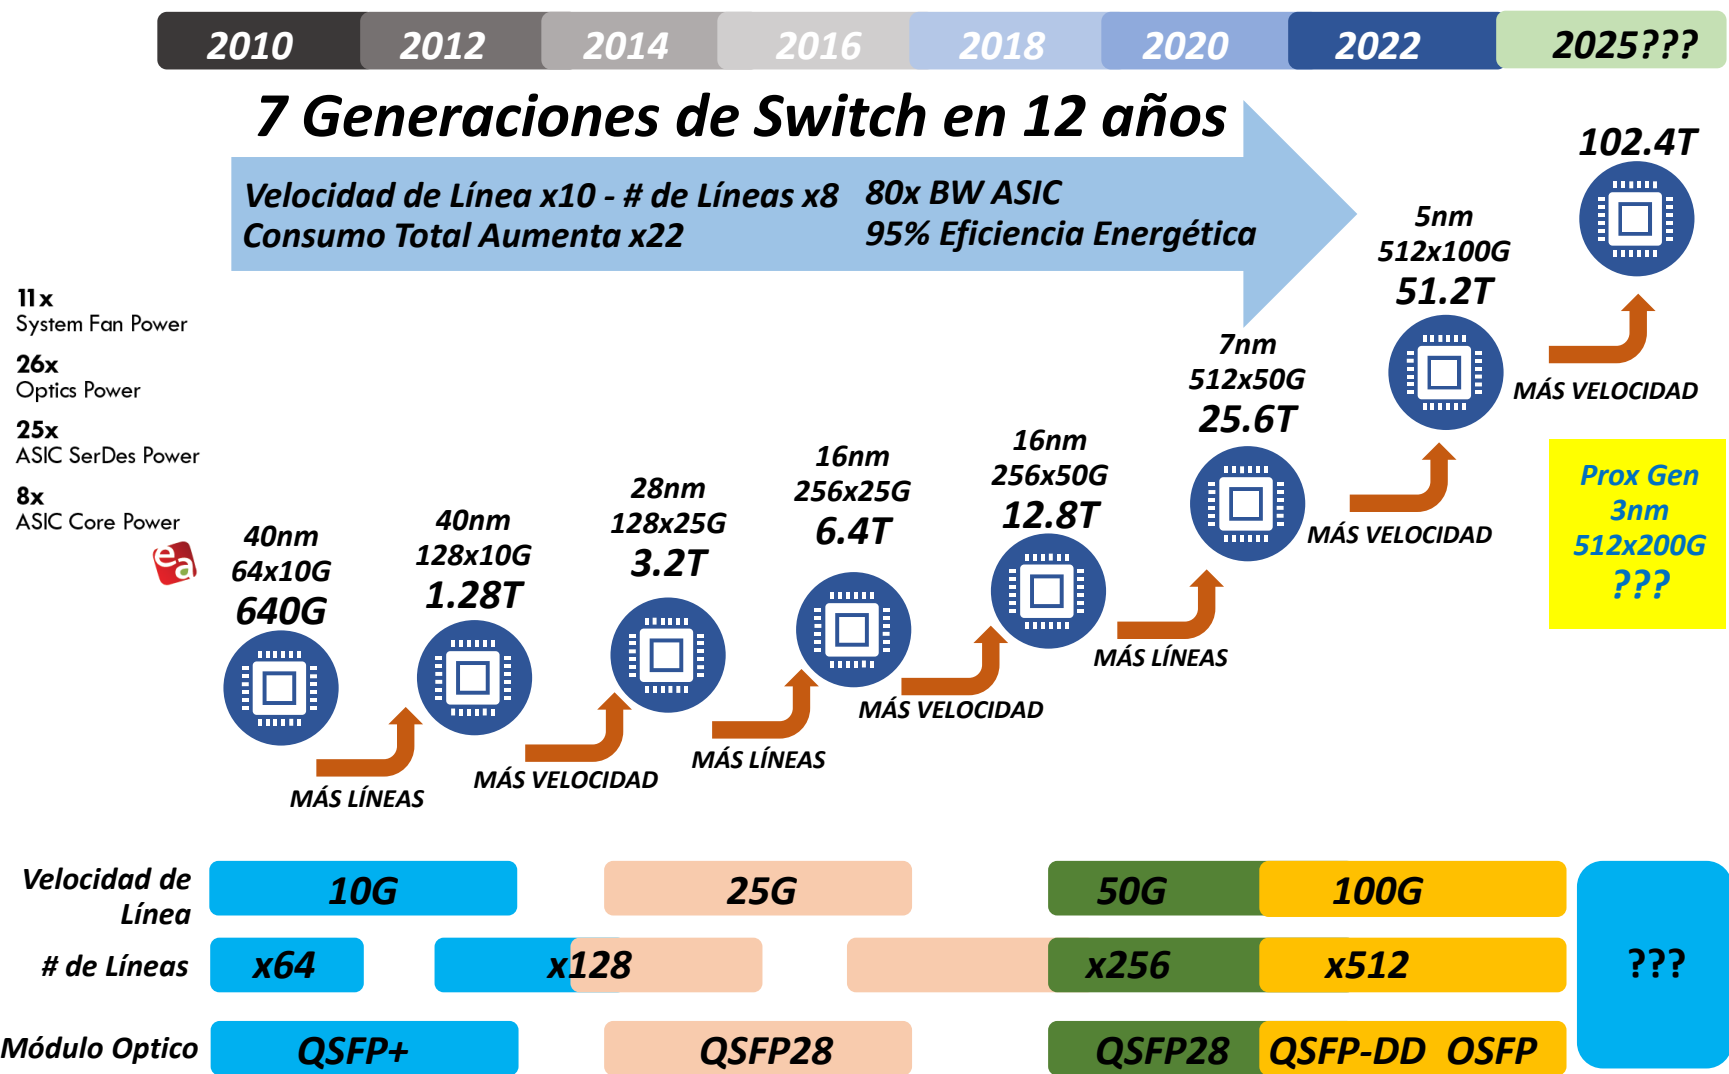 2010
2012
2014
2016
2018
2020
2022
2025???
7 Generaciones de Switch en 12 años
Velocidad de Línea x10 - # de Líneas x8
Consumo Total Aumenta x22
80x BW ASIC
95% Eficiencia Energética
11x
System Fan Power
26x
Optics Power
25x
ASIC SerDes Power
8x
ASIC Core Power
ea
40nm
64x10G
640G
MÁS LÍNEAS
40nm
128x10G
1.28T
MÁS VELOCIDAD
28nm
128x25G
3.2T
MÁS LÍNEAS
16nm
256x25G
6.4T
MÁS VELOCIDAD
16nm
256x50G
12.8T
MÁS LÍNEAS
7nm
512x50G
25.6T
MÁS VELOCIDAD
5nm
512x100G
51.2T
MÁS VELOCIDAD
102.4T
Prox Gen
3nm
512x200G
???
Velocidad de
Línea
10G
25G
50G
100G
# de Líneas
x64
x128
x256
x512
???
Módulo Optico
QSFP+
QSFP28
QSFP28
QSFP-DD OSFP